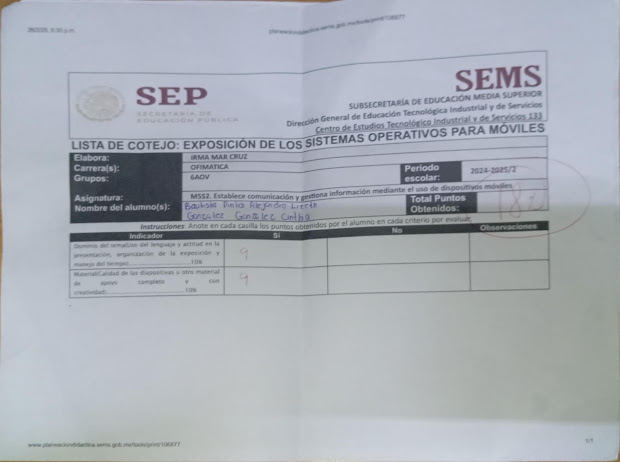 planeaciondidactica.sems.gob.mx/tools/print/106877
SEP
SECRETARÍA DE
EDUCACIÓN PÚBLICA
SEMS
SUBSECRETARÍA DE EDUCACIÓN MEDIA SUPERIOR
Dirección General de Educación Tecnológica Industrial y de Servicios
Centro de Estudios Tecnológico Industrial y de Servicios 133
LISTA DE COTEJO: EXPOSICIÓN DE LOS SISTEMAS OPERATIVOS PARA MÓVILES
Elabora: IRMA MAR CRUZ
Carrera(s): OFIMATICA
Grupos: 6AOV
Periodo escolar: 2024-2025/2
Asignatura: M5S2. Establece comunicación y gestiona información mediante el uso de dispositivos móviles.
Nombre del alumno(s): Bautista Alejandra
Gonzalez Gonzalez Cinthia
Total Puntos Obtenidos: 18%
Instrucciones: Anote en cada casilla los puntos obtenidos por el alumno en cada criterio por evaluar.
Indicador Si No Observaciones
Dominio del tema(Uso del lenguaje y actitud en la
presentación, organización de la exposición y
manejo del tiempo)..............................10% 9
Material(Calidad de las diapositivas u otro material
de apoyo completo y con
creatividad)..............................10% 9
www.planeaciondidactica.sems.gob.mx/tools/print/106877
1/1